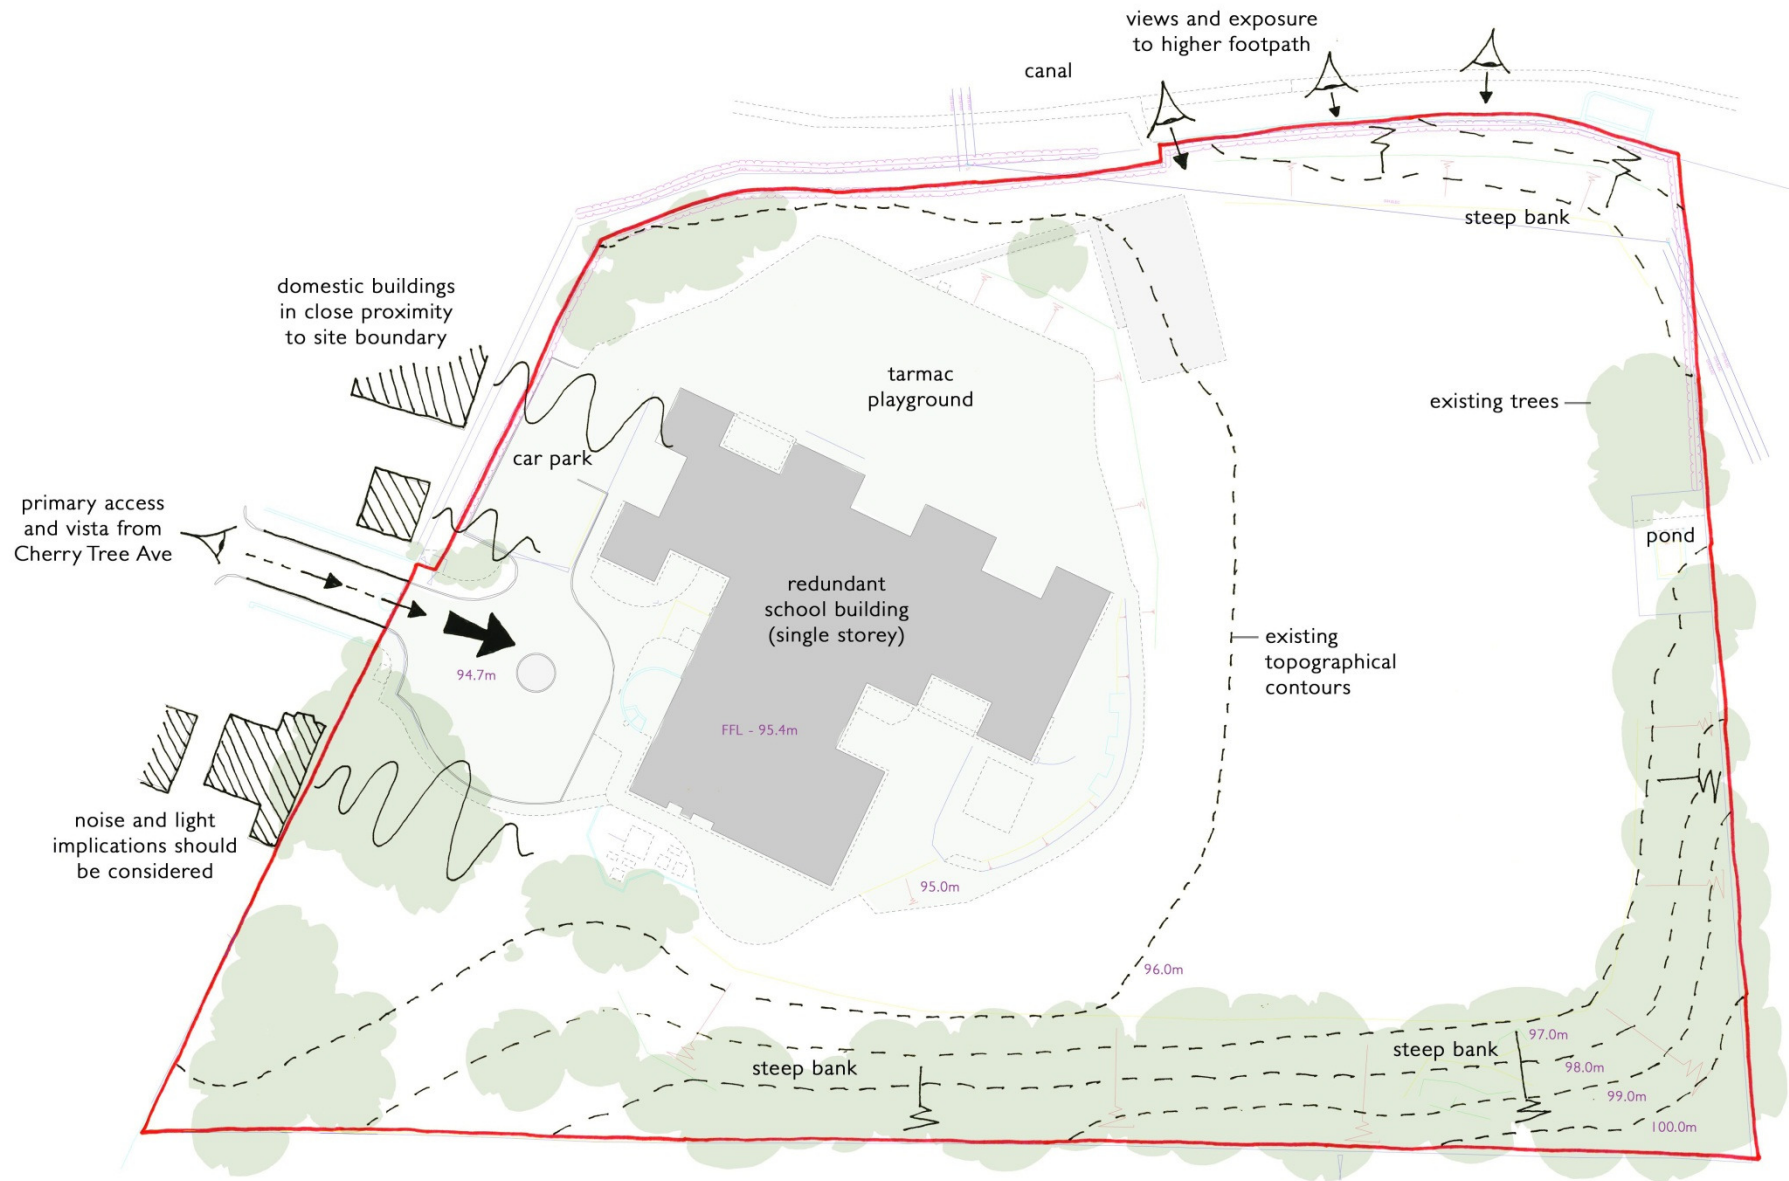 views and exposure
to higher footpath
canal
steep bank
domestic buildings
in close proximity
to site boundary
tarmac
playground
existing trees
car park
primary access
and vista from
Cherry Tree Ave
pond
redundant
school building
(single storey)
existing
topographical
contours
94.7m
FFL - 95.4m
noise and light
implications should
be considered
95.0m
96.0m
97.0m
steep bank
steep bank
98.0m
99.0m
100.0m